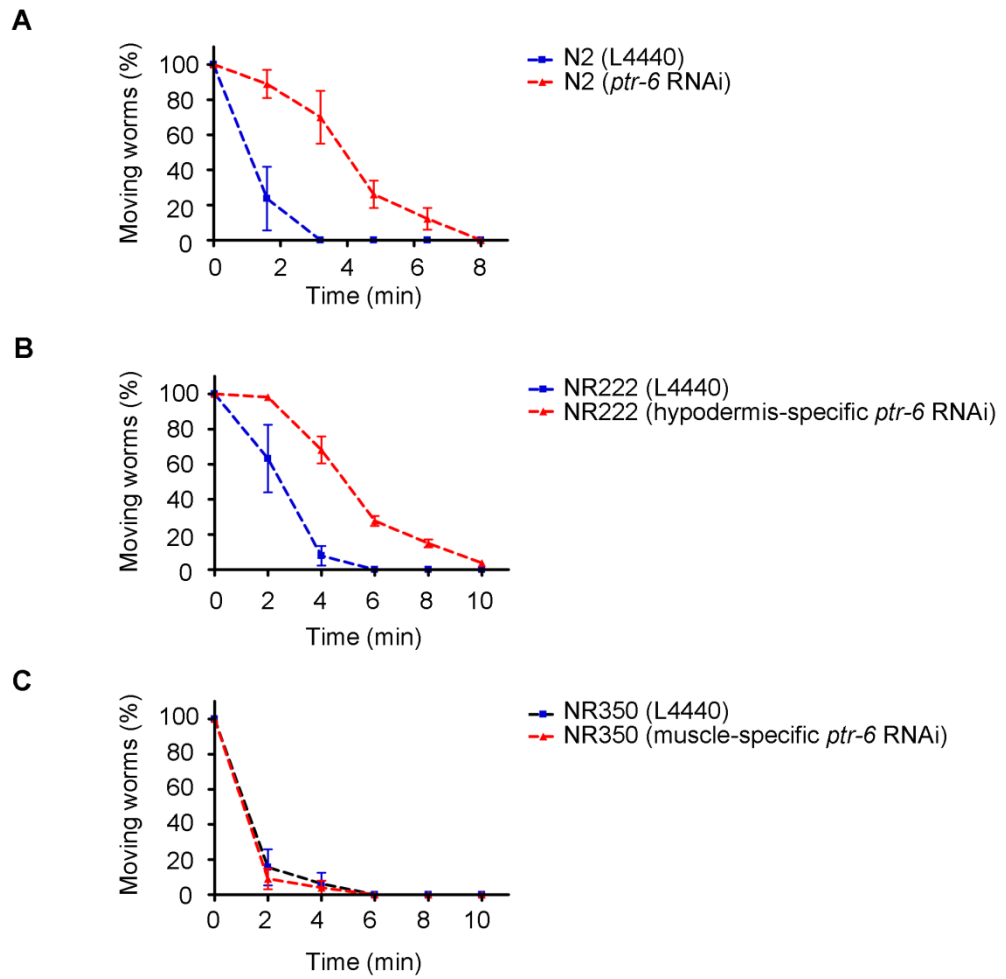 A
Moving worms (%)
100
80
60
40
20
0
0 2 4 6 8
Time (min)
N2 (L4440)
N2 (ptr-6 RNAi)
B
Moving worms (%)
100
80
60
40
20
0
0 2 4 6 8 10
Time (min)
NR222 (L4440)
NR222 (hypodermis-specific ptr-6 RNAi)
C
Moving worms (%)
100
80
60
40
20
0
0 2 4 6 8 10
Time (min)
NR350 (L4440)
NR350 (muscle-specific ptr-6 RNAi)